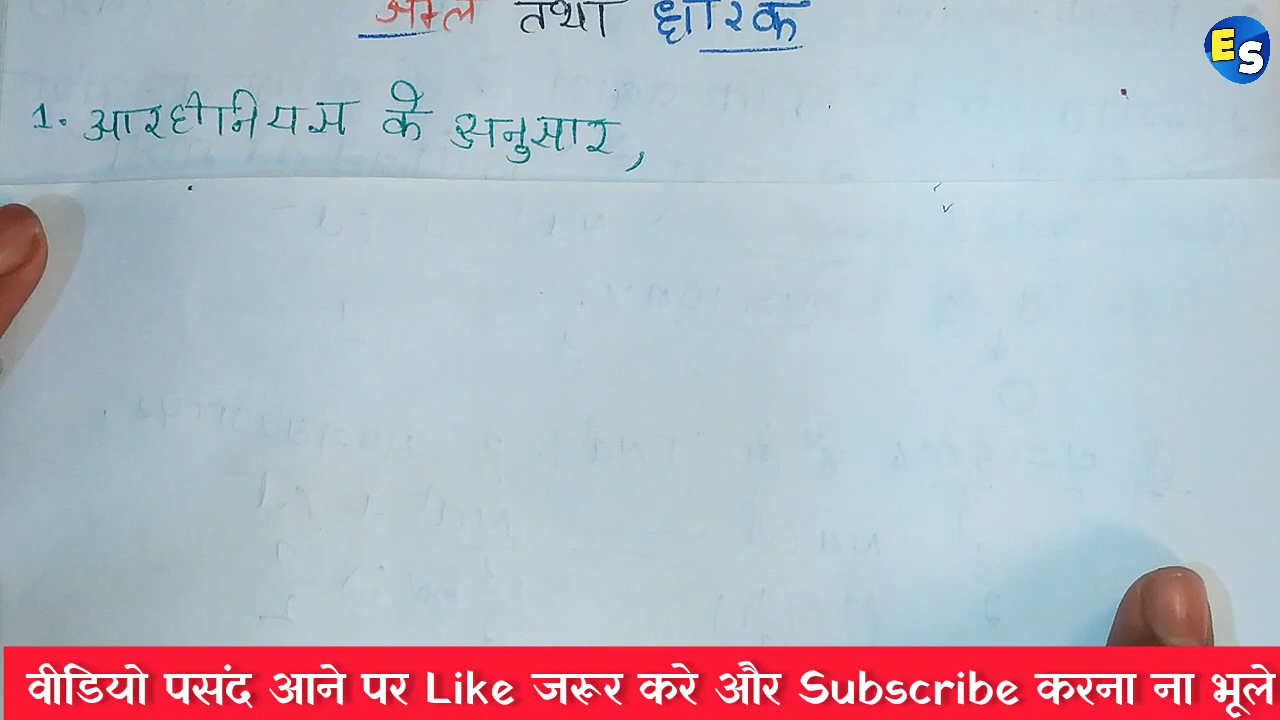 अम्ल तथा क्षारक
ES
1. आरहीनियस के अनुसार,
वीडियो पसंद आने पर Like जरूर करे और Subscribe करना ना भूले